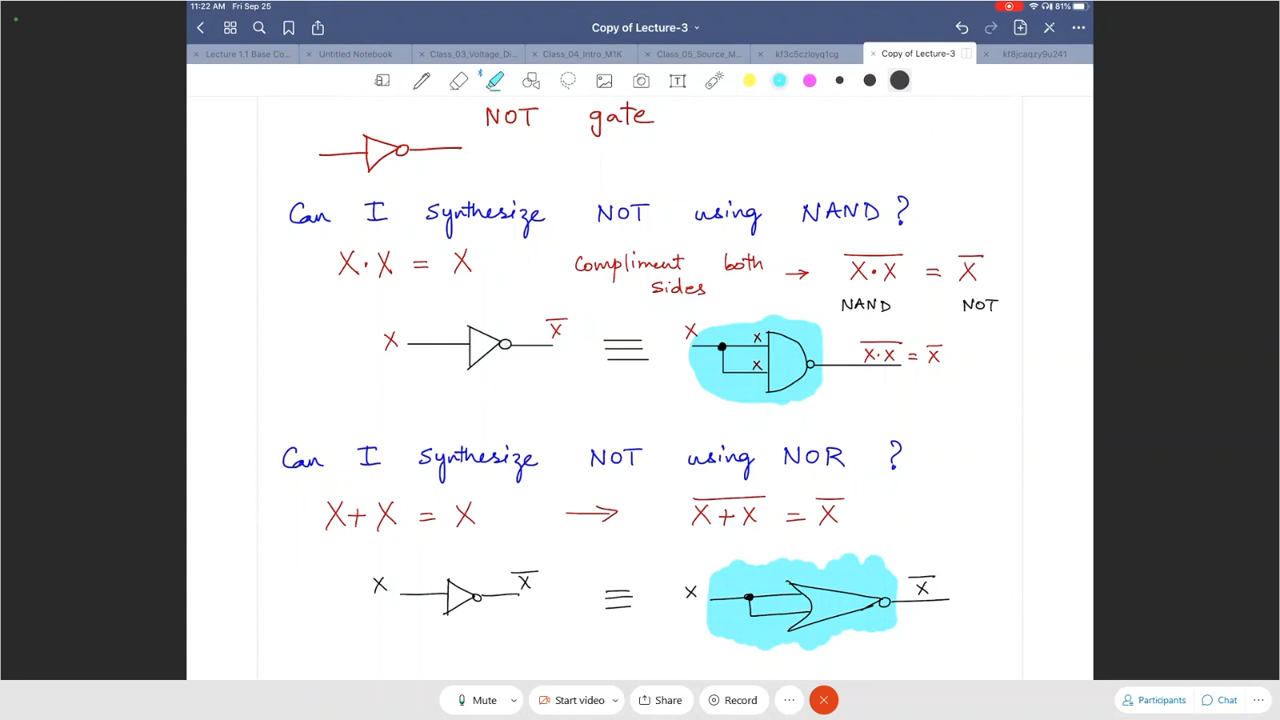 11:22 AM Fri Sep 25 81%
Copy of Lecture-3
Lecture 1.1 Base Co... Untitled Notebook Class_03_Voltage_Di... Class_04_Intro_M1K Class_05_Source_M... kf3c5czloyq1cg Copy of Lecture-3 kf8jcaqzy9u241
NOT gate
Can I synthesize NOT using NAND ?
X·X = X Compliment both sides → X̅·̅X̅ = X̅
NAND NOT
X X̅ ≡ X X X X̅·̅X̅ = X̅
Can I synthesize NOT using NOR ?
X+X = X → X̅+̅X̅ = X̅
X X̅ ≡ X X̅
Mute Start video Share Record Participants Chat